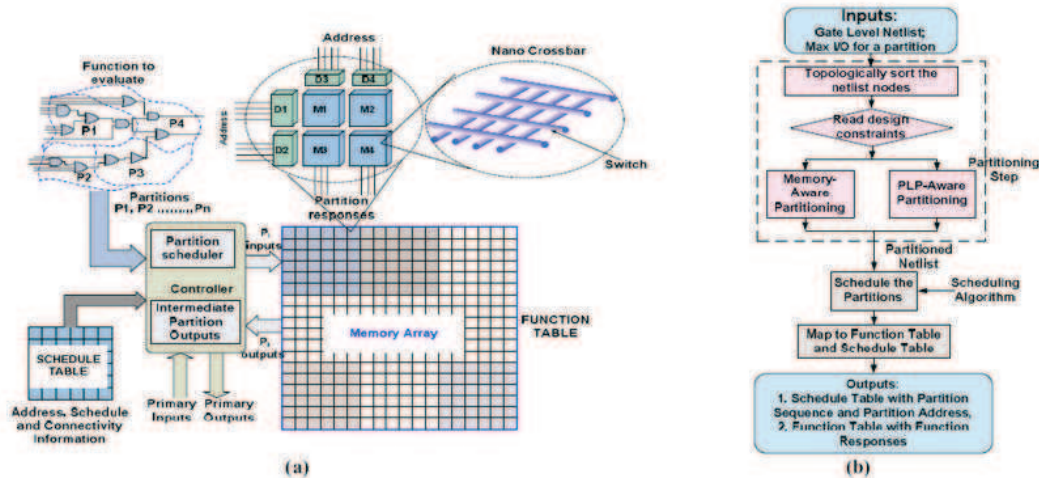 Address
Nano Crossbar
Function to
evaluate
D3
D4
D1
M1
M2
P1
P4
Address
D2
M3
M4
Switch
P2
P3
Partitions
P1, P2 .........Pn
Partition
responses
Partition
scheduler
Pi
inputs
Controller
Intermediate
Partition
Outputs
Memory Array
FUNCTION
TABLE
Pi
outputs
SCHEDULE
TABLE
Primary
Inputs
Primary
Outputs
Address, Schedule
and Connectivity
Information
(a)
Inputs:
Gate Level Netlist;
Max I/O for a partition
Topologically sort the
netlist nodes
Read design
constraints
Partitioning
Step
Memory-
Aware
Partitioning
PLP-Aware
Partitioning
Partitioned
Netlist
Schedule the
Partitions
Scheduling
Algorithm
Map to Function Table
and Schedule Table
Outputs:
1. Schedule Table with Partition
Sequence and Partition Address,
2. Function Table with Function
Responses
(b)